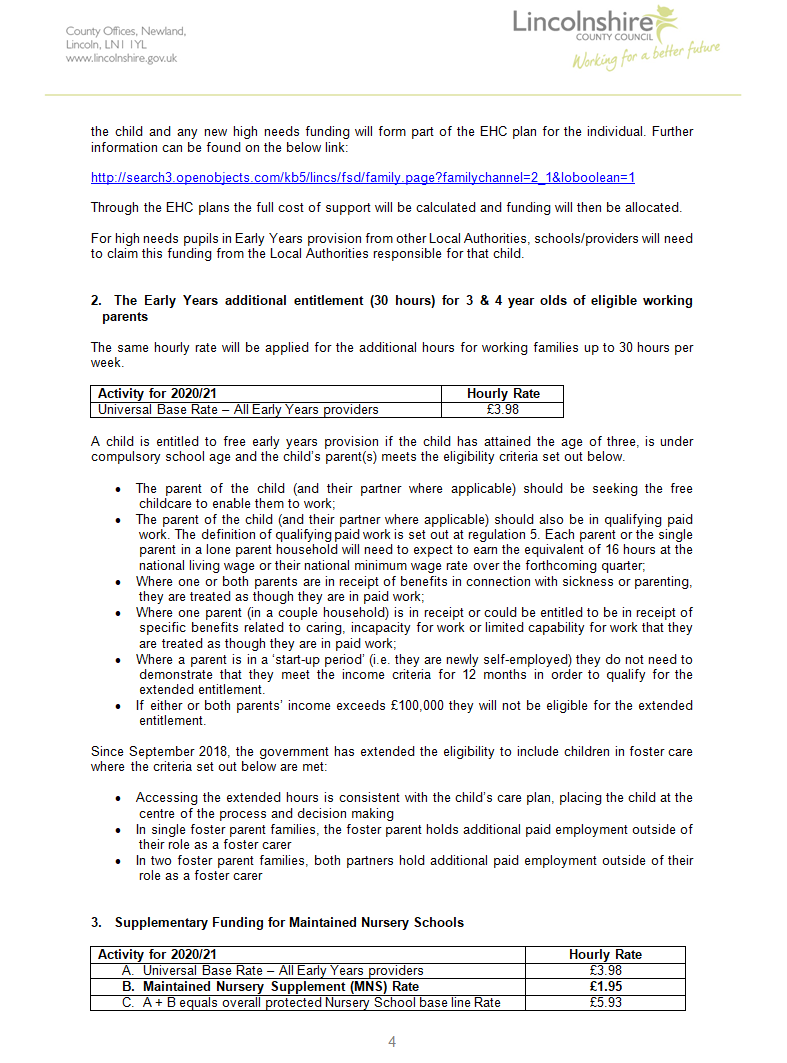 County Offices, Newland,
Lincoln, LN1 1YL
www.lincolnshire.gov.uk
Lincolnshire
COUNTY COUNCIL
Working for a better future
the child and any new high needs funding will form part of the EHC plan for the individual. Further
information can be found on the below link:
http://search3.openobjects.com/kb5/lincs/fsd/family.page?familychannel=2_1&loboolean=1
Through the EHC plans the full cost of support will be calculated and funding will then be allocated.
For high needs pupils in Early Years provision from other Local Authorities, schools/providers will need
to claim this funding from the Local Authorities responsible for that child.
2. The Early Years additional entitlement (30 hours) for 3 & 4 year olds of eligible working
parents
The same hourly rate will be applied for the additional hours for working families up to 30 hours per
week.
Activity for 2020/21 Hourly Rate
Universal Base Rate – All Early Years providers £3.98
A child is entitled to free early years provision if the child has attained the age of three, is under
compulsory school age and the child's parent(s) meets the eligibility criteria set out below.
• The parent of the child (and their partner where applicable) should be seeking the free
childcare to enable them to work;
• The parent of the child (and their partner where applicable) should also be in qualifying paid
work. The definition of qualifying paid work is set out at regulation 5. Each parent or the single
parent in a lone parent household will need to expect to earn the equivalent of 16 hours at the
national living wage or their national minimum wage rate over the forthcoming quarter;
• Where one or both parents are in receipt of benefits in connection with sickness or parenting,
they are treated as though they are in paid work;
• Where one parent (in a couple household) is in receipt or could be entitled to be in receipt of
specific benefits related to caring, incapacity for work or limited capability for work that they
are treated as though they are in paid work;
• Where a parent is in a 'start-up period' (i.e. they are newly self-employed) they do not need to
demonstrate that they meet the income criteria for 12 months in order to qualify for the
extended entitlement.
• If either or both parents' income exceeds £100,000 they will not be eligible for the extended
entitlement.
Since September 2018, the government has extended the eligibility to include children in foster care
where the criteria set out below are met:
• Accessing the extended hours is consistent with the child's care plan, placing the child at the
centre of the process and decision making
• In single foster parent families, the foster parent holds additional paid employment outside of
their role as a foster carer
• In two foster parent families, both partners hold additional paid employment outside of their
role as a foster carer
3. Supplementary Funding for Maintained Nursery Schools
Activity for 2020/21 Hourly Rate
A. Universal Base Rate – All Early Years providers £3.98
B. Maintained Nursery Supplement (MNS) Rate £1.95
C. A + B equals overall protected Nursery School base line Rate £5.93
4